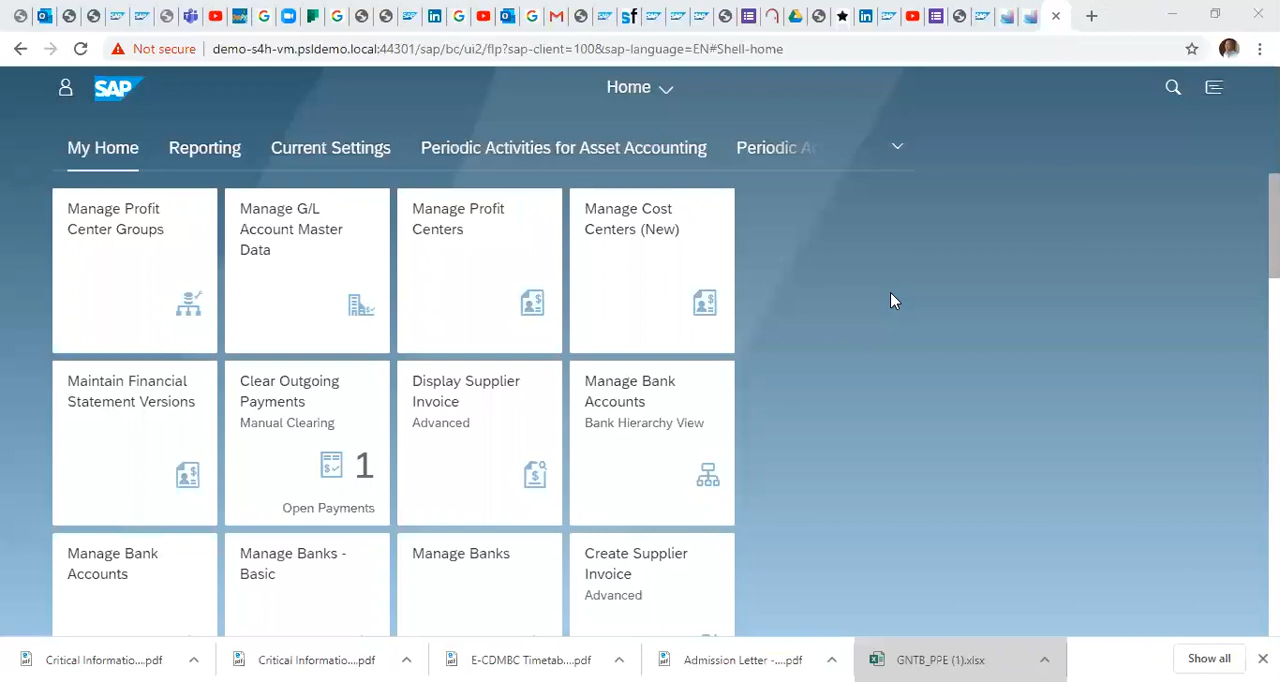 Not secure demo-s4h-vm.psldemo.local:44301/sap/bc/ui2/flp?sap-client=100&sap-language=EN#Shell-home
SAP
Home
My Home Reporting Current Settings Periodic Activities for Asset Accounting Periodic Ac
Manage Profit
Center Groups
Manage G/L
Account Master
Data
Manage Profit
Centers
Manage Cost
Centers (New)
Maintain Financial
Statement Versions
Clear Outgoing
Payments
Manual Clearing
1
Open Payments
Display Supplier
Invoice
Advanced
Manage Bank
Accounts
Bank Hierarchy View
Manage Bank
Accounts
Manage Banks -
Basic
Manage Banks
Create Supplier
Invoice
Advanced
Critical Informatio....pdf
Critical Informatio....pdf
E-CDMBC Timetab....pdf
Admission Letter -....pdf
GNTB_PPE (1).xlsx
Show all